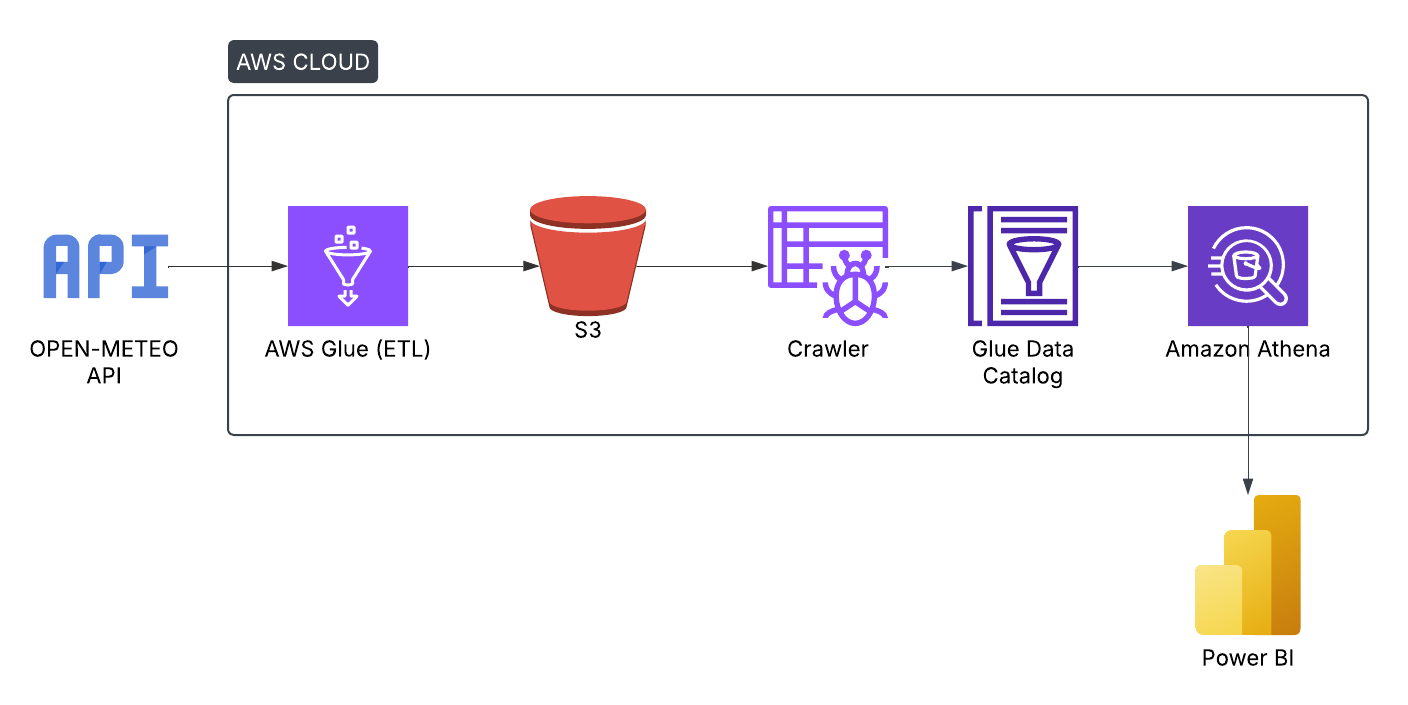 AWS CLOUD
API
OPEN-METEO
API
AWS Glue (ETL)
S3
Crawler
Glue Data
Catalog
Amazon Athena
Power BI